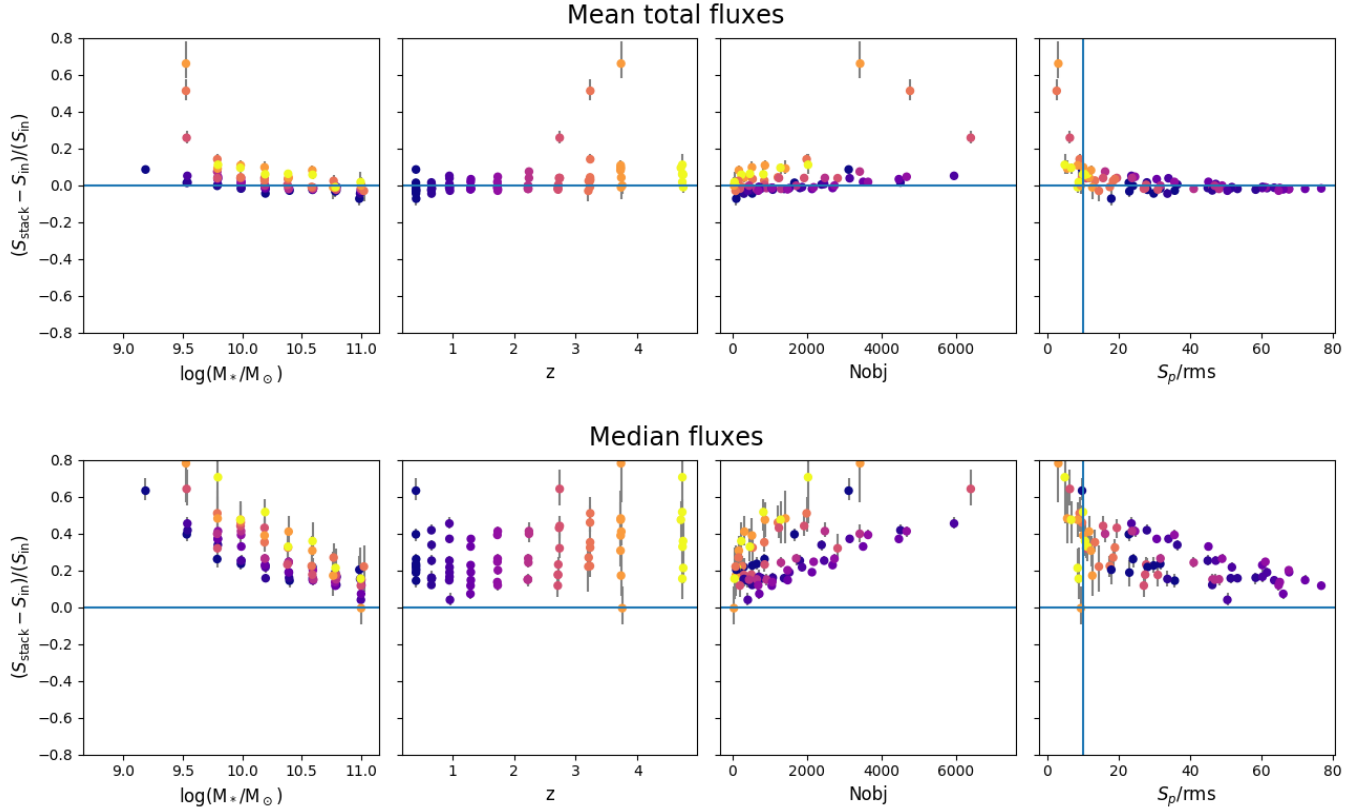 Mean total fluxes
0.8
0.6
0.4
0.2
0.0
−0.2
−0.4
−0.6
−0.8
(S_stack − S_in)/(S_in)
9.0 9.5 10.0 10.5 11.0
log(M_*/M_⊙)
1 2 3 4
z
0 2000 4000 6000
Nobj
0 20 40 60 80
S_p/rms
Median fluxes
0.8
0.6
0.4
0.2
0.0
−0.2
−0.4
−0.6
−0.8
(S_stack − S_in)/(S_in)
9.0 9.5 10.0 10.5 11.0
log(M_*/M_⊙)
1 2 3 4
z
0 2000 4000 6000
Nobj
0 20 40 60 80
S_p/rms